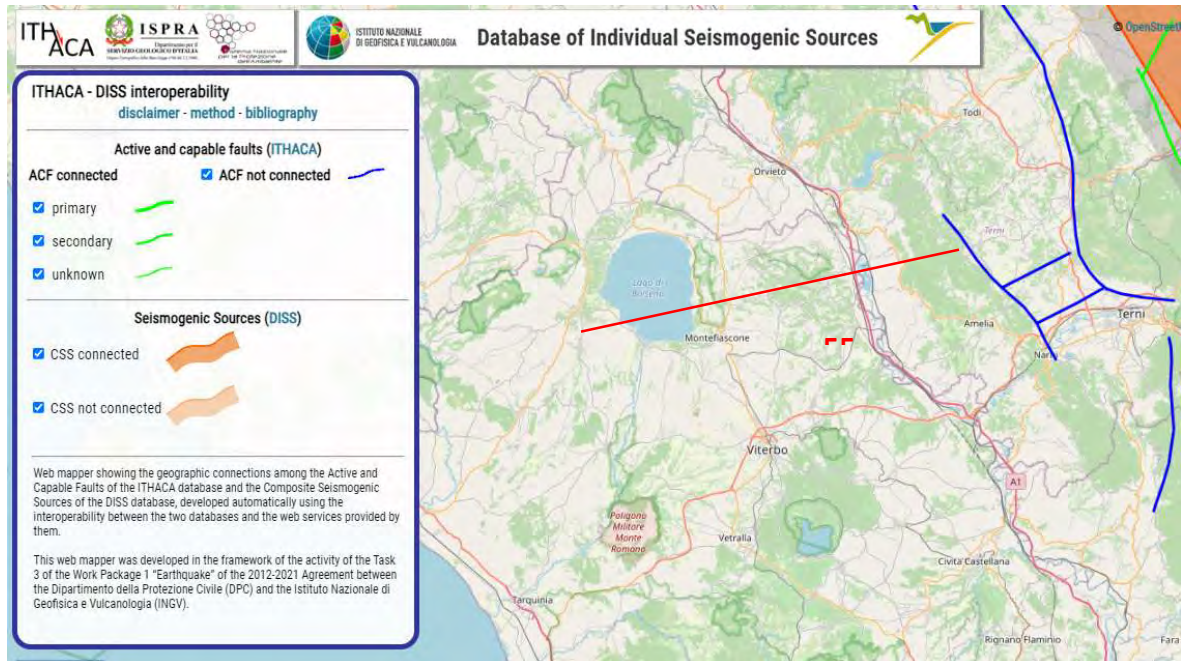 ITHACA
ISPRA
Dipartimento per il
SERVIZIO GEOLOGICO D'ITALIA
ISTITUTO NAZIONALE
DI GEOFISICA E VULCANOLOGIA
Database of Individual Seismogenic Sources
© OpenStreetM
ITHACA - DISS interoperability
disclaimer - method - bibliography
Active and capable faults (ITHACA)
ACF connected
ACF not connected
primary
secondary
unknown
Seismogenic Sources (DISS)
CSS connected
CSS not connected
Web mapper showing the geographic connections among the Active and
Capable Faults of the ITHACA database and the Composite Seismogenic
Sources of the DISS database, developed automatically using the
interoperability between the two databases and the web services provided by
them.
This web mapper was developed in the framework of the activity of the Task
3 of the Work Package 1 "Earthquake" of the 2012-2021 Agreement between
the Dipartimento della Protezione Civile (DPC) and the Istituto Nazionale di
Geofisica e Vulcanologia (INGV).
Todi
Orvieto
Terni
Lago di
Bolsena
Montefiascone
Amelia
Terni
Narni
Viterbo
A1
Poligono
Militare
Monte
Romano
Vetralla
Civita Castellana
Tarquinia
Rignano Flaminio
Fara